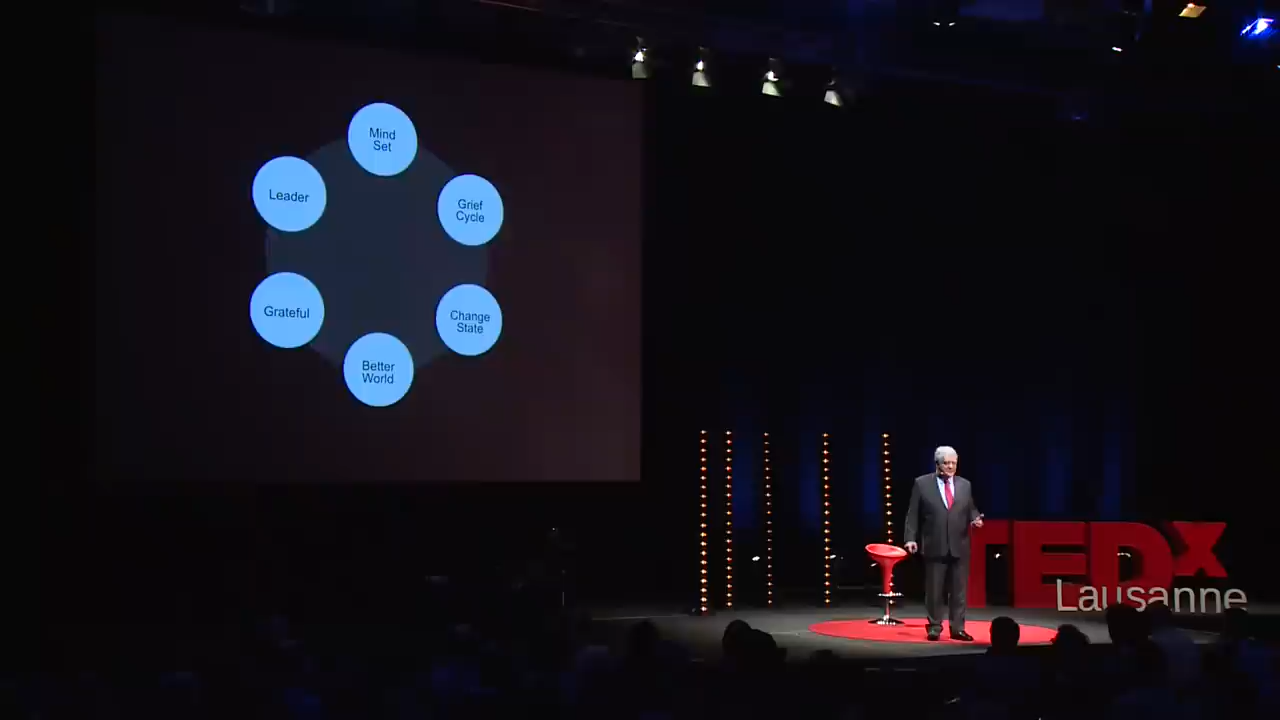 Mind
Set
Leader
Grief
Cycle
Grateful
Change
State
Better
World
TEDx
Lausanne